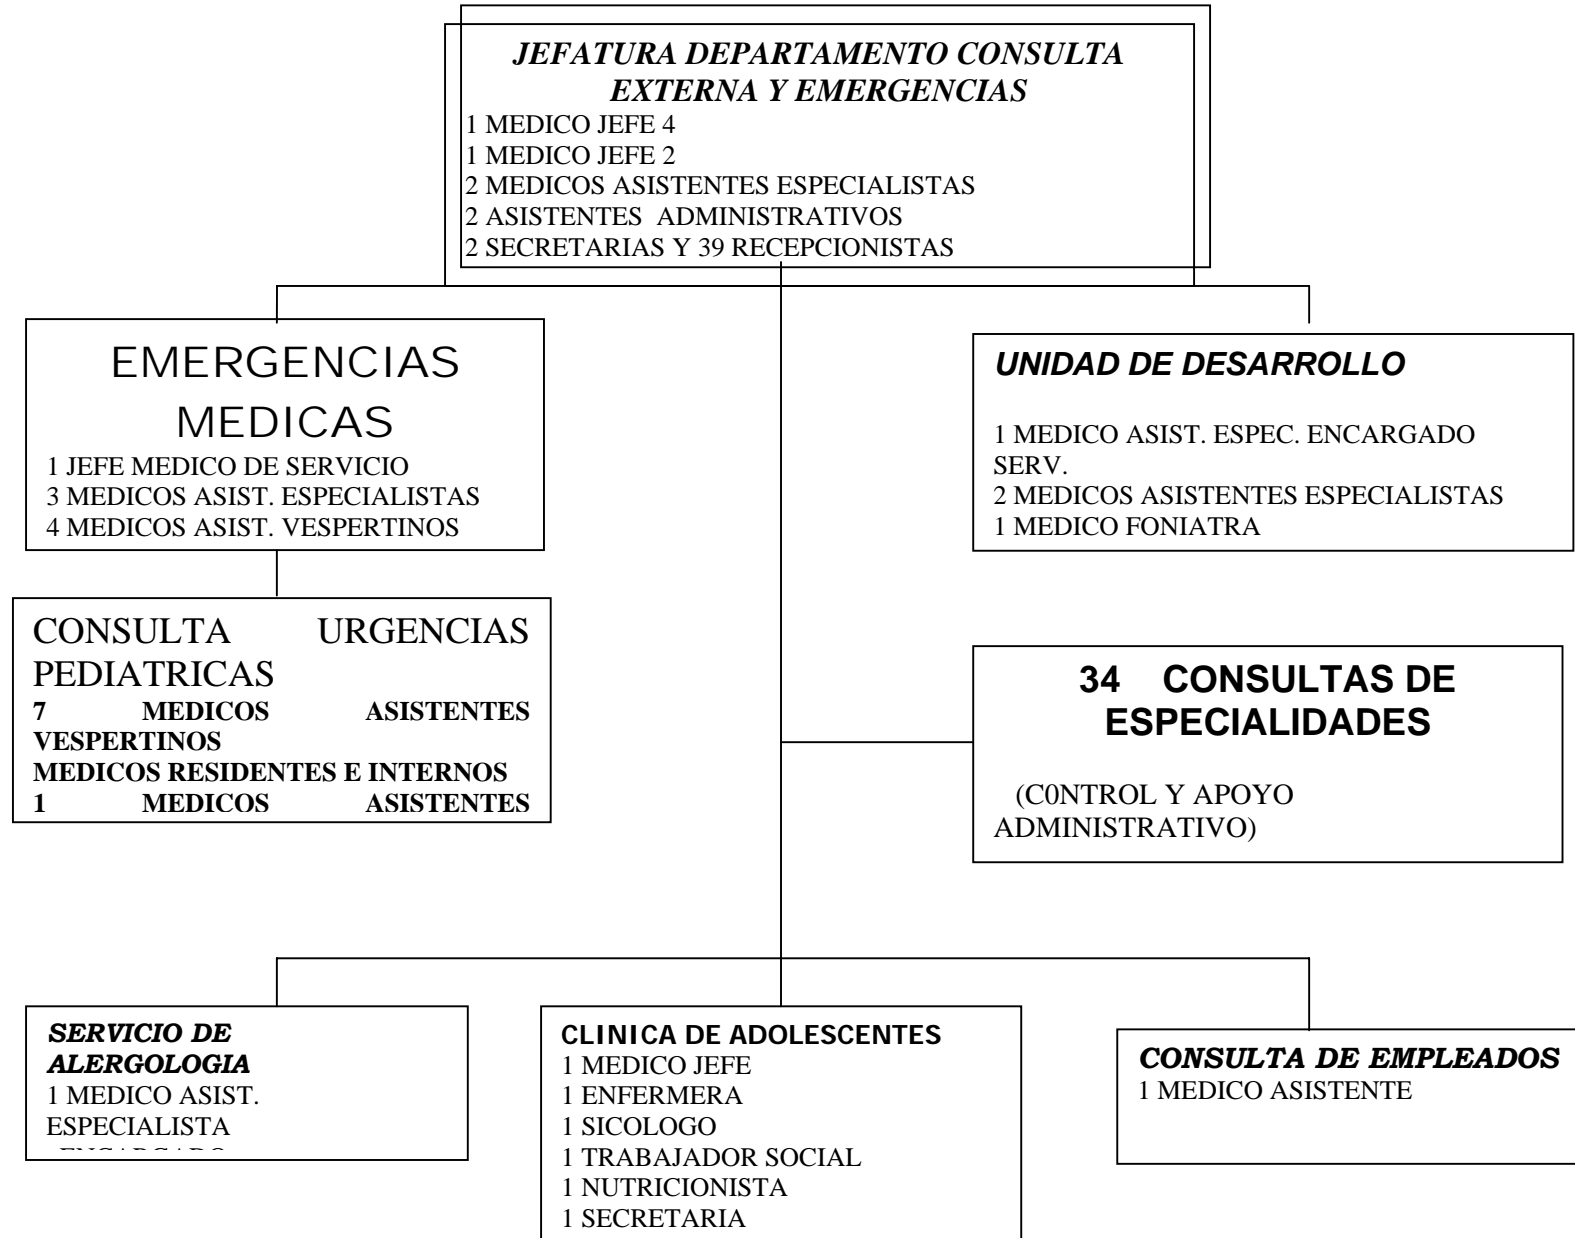 JEFATURA DEPARTAMENTO CONSULTA
EXTERNA Y EMERGENCIAS
1 MEDICO JEFE 4
1 MEDICO JEFE 2
2 MEDICOS ASISTENTES ESPECIALISTAS
2 ASISTENTES ADMINISTRATIVOS
2 SECRETARIAS Y 39 RECEPCIONISTAS
EMERGENCIAS
MEDICAS
1 JEFE MEDICO DE SERVICIO
3 MEDICOS ASIST. ESPECIALISTAS
4 MEDICOS ASIST. VESPERTINOS
UNIDAD DE DESARROLLO
1 MEDICO ASIST. ESPEC. ENCARGADO
SERV.
2 MEDICOS ASISTENTES ESPECIALISTAS
1 MEDICO FONIATRA
CONSULTA URGENCIAS
PEDIATRICAS
7 MEDICOS ASISTENTES
VESPERTINOS
MEDICOS RESIDENTES E INTERNOS
1 MEDICOS ASISTENTES
34 CONSULTAS DE
ESPECIALIDADES
(C0NTROL Y APOYO
ADMINISTRATIVO)
SERVICIO DE
ALERGOLOGIA
1 MEDICO ASIST.
ESPECIALISTA
CLINICA DE ADOLESCENTES
1 MEDICO JEFE
1 ENFERMERA
1 SICOLOGO
1 TRABAJADOR SOCIAL
1 NUTRICIONISTA
1 SECRETARIA
CONSULTA DE EMPLEADOS
1 MEDICO ASISTENTE